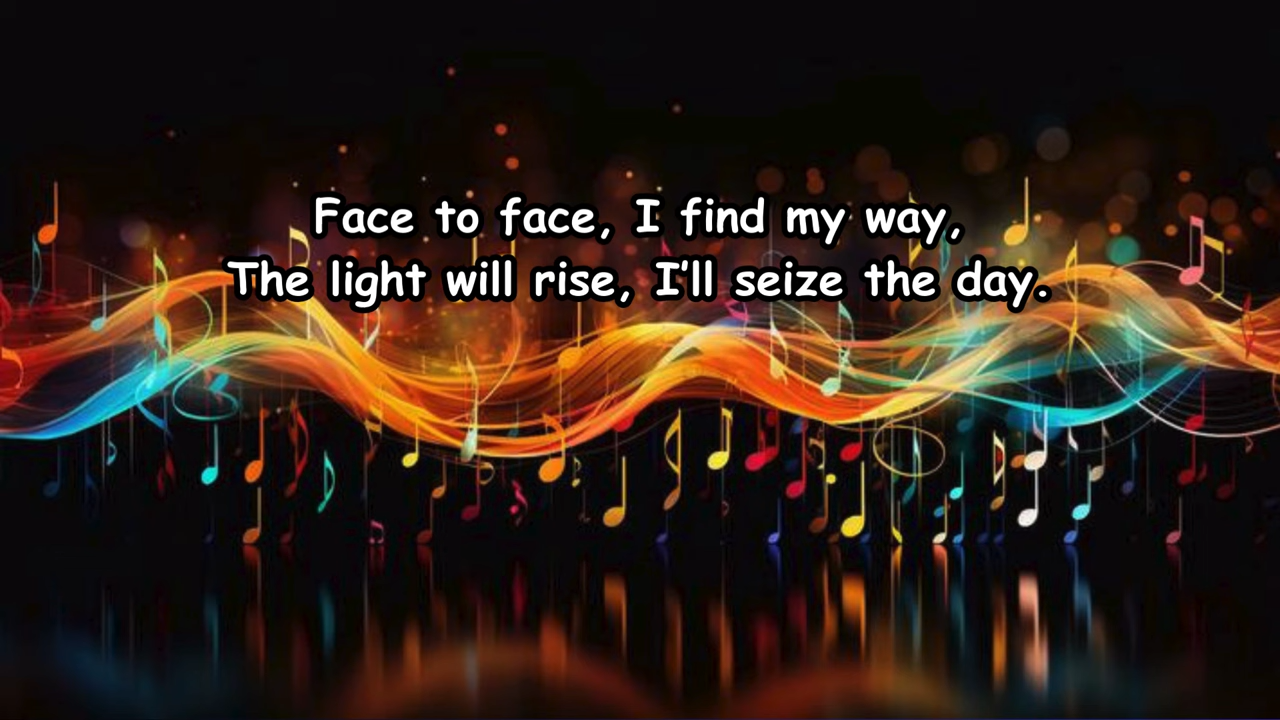 Face to face, I find my way,
The light will rise, I'll seize the day.